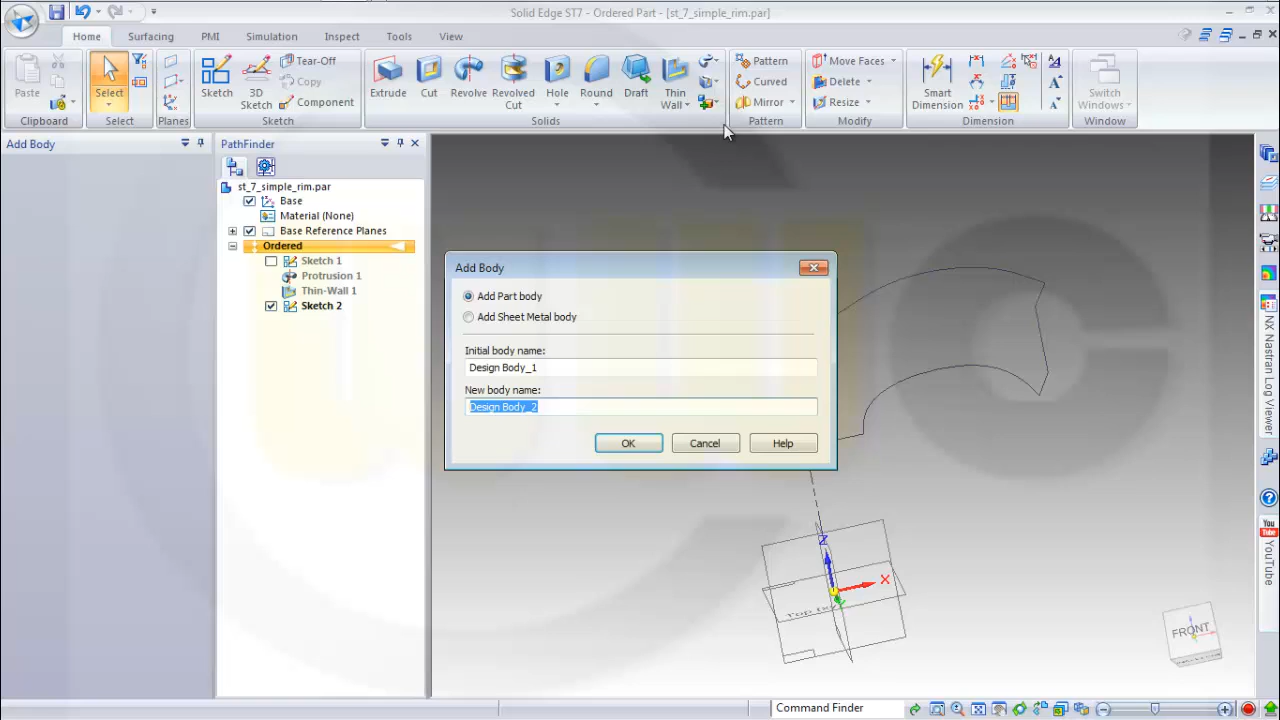 Solid Edge ST7 - Ordered Part - [st_7_simple_rim.par]
Home Surfacing PMI Simulation Inspect Tools View
Paste
Clipboard
Select
Select
Planes
Sketch
3D Sketch
Tear-Off
Copy
Component
Sketch
Extrude
Cut
Revolve
Revolved Cut
Hole
Round
Draft
Thin Wall
Solids
Pattern
Curved
Mirror
Pattern
Move Faces
Delete
Resize
Modify
Smart Dimension
Dimension
Switch Windows
Window
Add Body
PathFinder
st_7_simple_rim.par
Base
Material (None)
Base Reference Planes
Ordered
Sketch 1
Protrusion 1
Thin-Wall 1
Sketch 2
Add Body
Add Part body
Add Sheet Metal body
Initial body name:
Design Body_1
New body name:
Design Body_2
OK Cancel Help
Z
X
FRONT
NX Nastran Log Viewer
You
Tube
YouTube
Command Finder